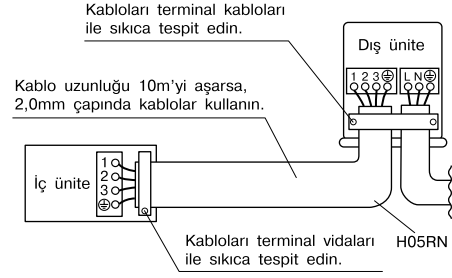 Kabloları terminal kabloları
ile sıkıca tespit edin.
Dış ünite
1 2 3 L N
Kablo uzunluğu 10m’yi aşarsa,
2,0mm çapında kablolar kullanın.
İç ünite
1
2
3
Kabloları terminal vidaları
ile sıkıca tespit edin.
H05RN